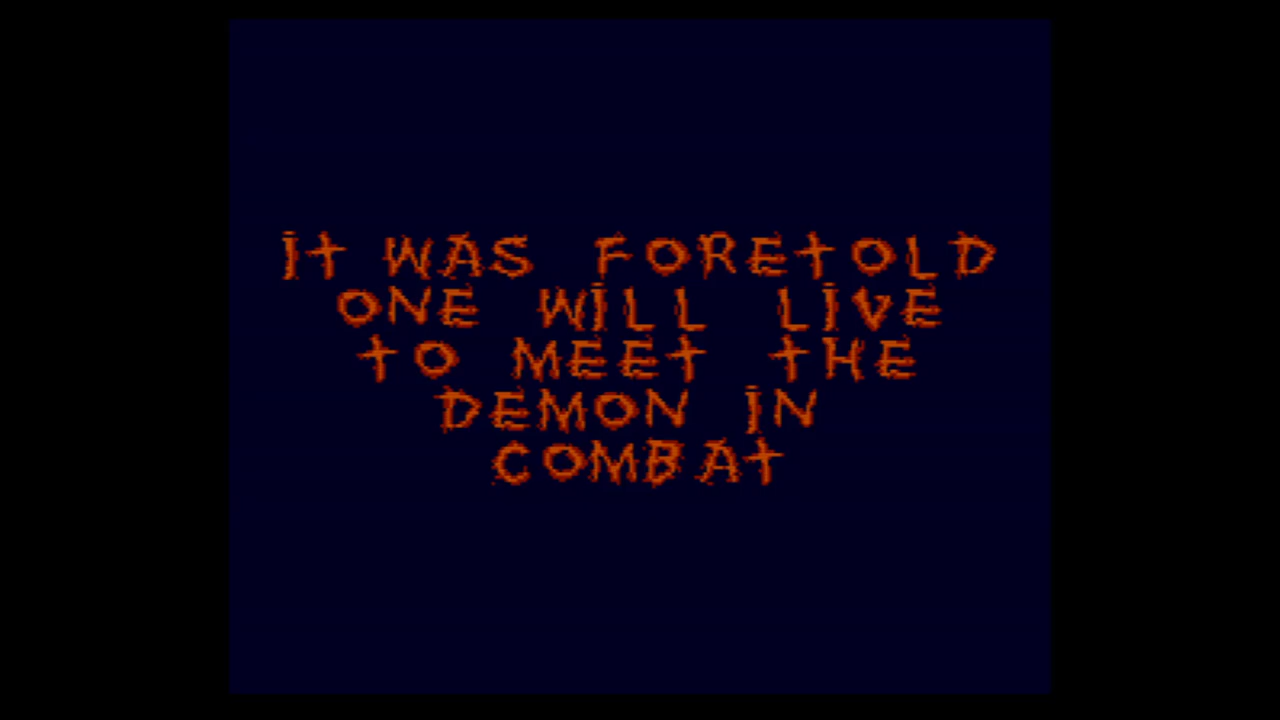 IT WAS FORETOLD
ONE WILL LIVE
TO MEET THE
DEMON IN
COMBAT